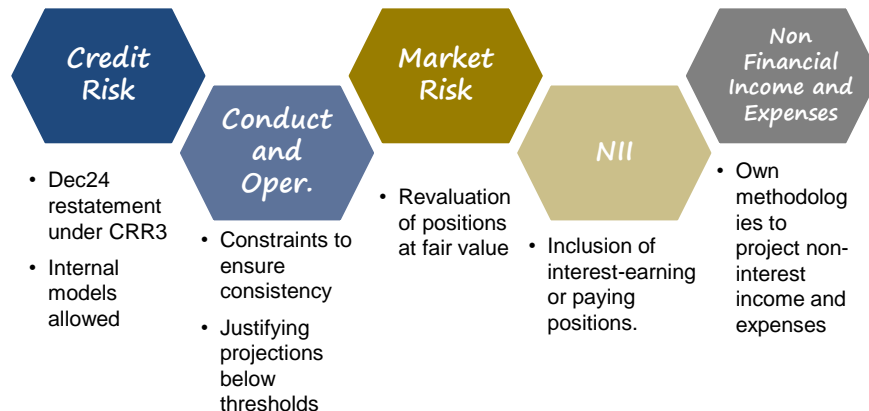 Credit
Risk
• Dec24
restatement
under CRR3
• Internal
models
allowed
Conduct
and
Oper.
• Constraints to
ensure
consistency
• Justifying
projections
below
thresholds
Market
Risk
• Revaluation
of positions
at fair value
NII
• Inclusion of
interest-earning
or paying
positions.
Non
Financial
Income and
Expenses
• Own
methodolog
ies to
project non-
interest
income and
expenses